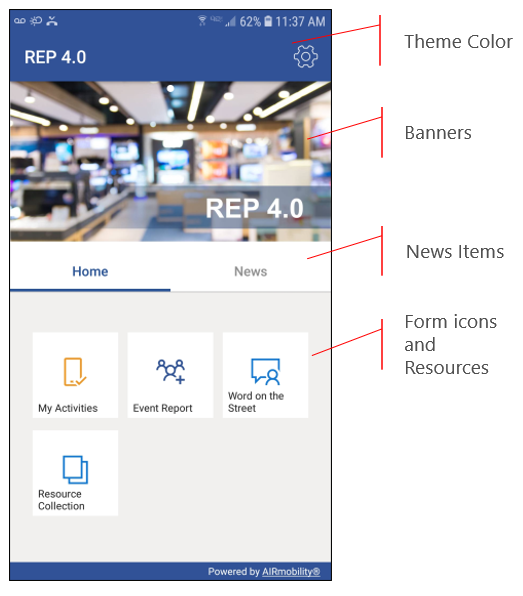 62% 11:37 AM
REP 4.0
Theme Color
Banners
REP 4.0
Home
News
News Items
Form icons
and
Resources
My Activities
Event Report
Word on the
Street
Resource
Collection
Powered by AIRmobility®